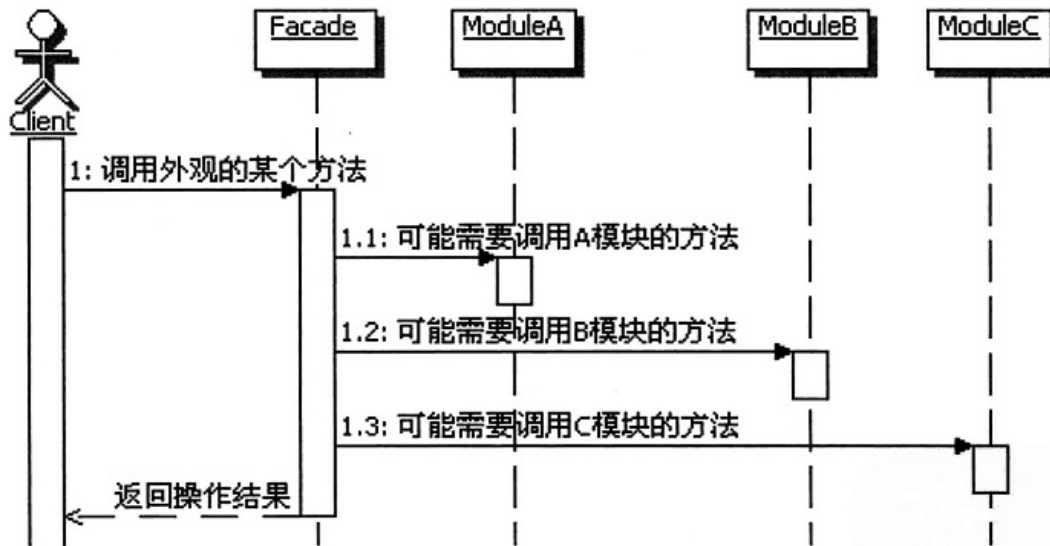 Facade
ModuleA
ModuleB
ModuleC
Client
1: 调用外观的某个方法
1.1: 可能需要调用A模块的方法
1.2: 可能需要调用B模块的方法
1.3: 可能需要调用C模块的方法
返回操作结果